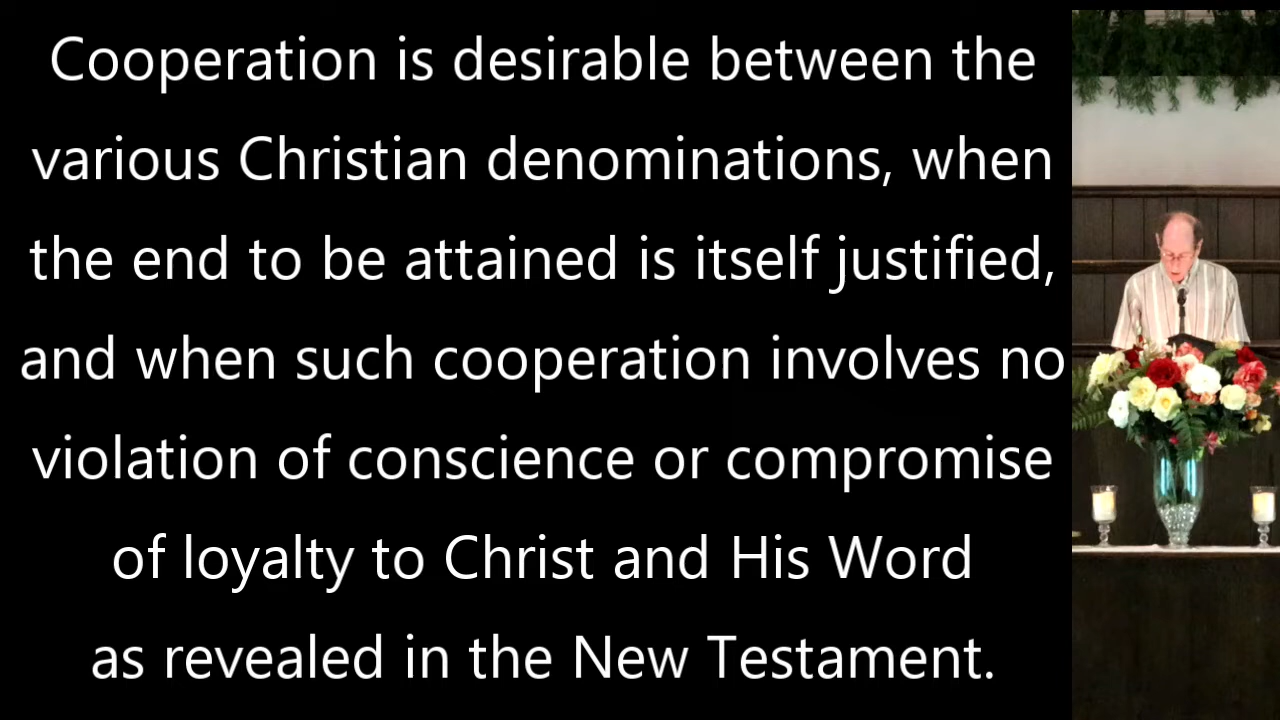 Cooperation is desirable between the
various Christian denominations, when
the end to be attained is itself justified,
and when such cooperation involves no
violation of conscience or compromise
of loyalty to Christ and His Word
as revealed in the New Testament.